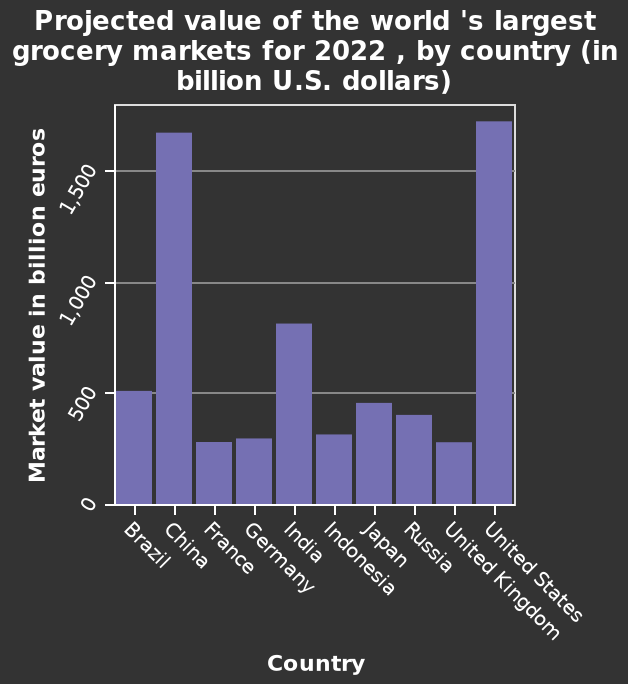 Projected value of the world 's largest
grocery markets for 2022 , by country (in
billion U.S. dollars)
Market value in billion euros
1,500
1,000
500
0
Brazil
China
France
Germany
India
Indonesia
Japan
Russia
United Kingdom
United States
Country